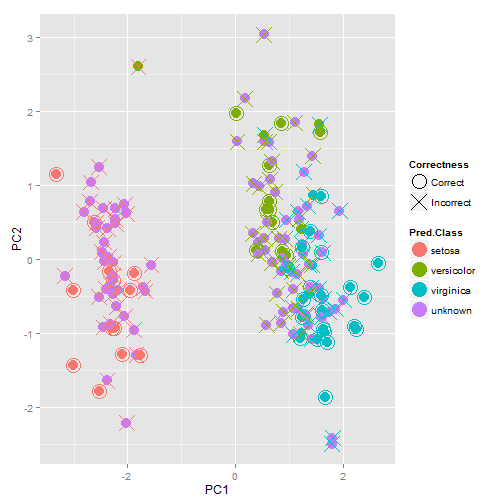 3
2
1
0
-1
-2
PC2
-2
0
2
PC1
Correctness
Correct
Incorrect
Pred.Class
setosa
versicolor
virginica
unknown